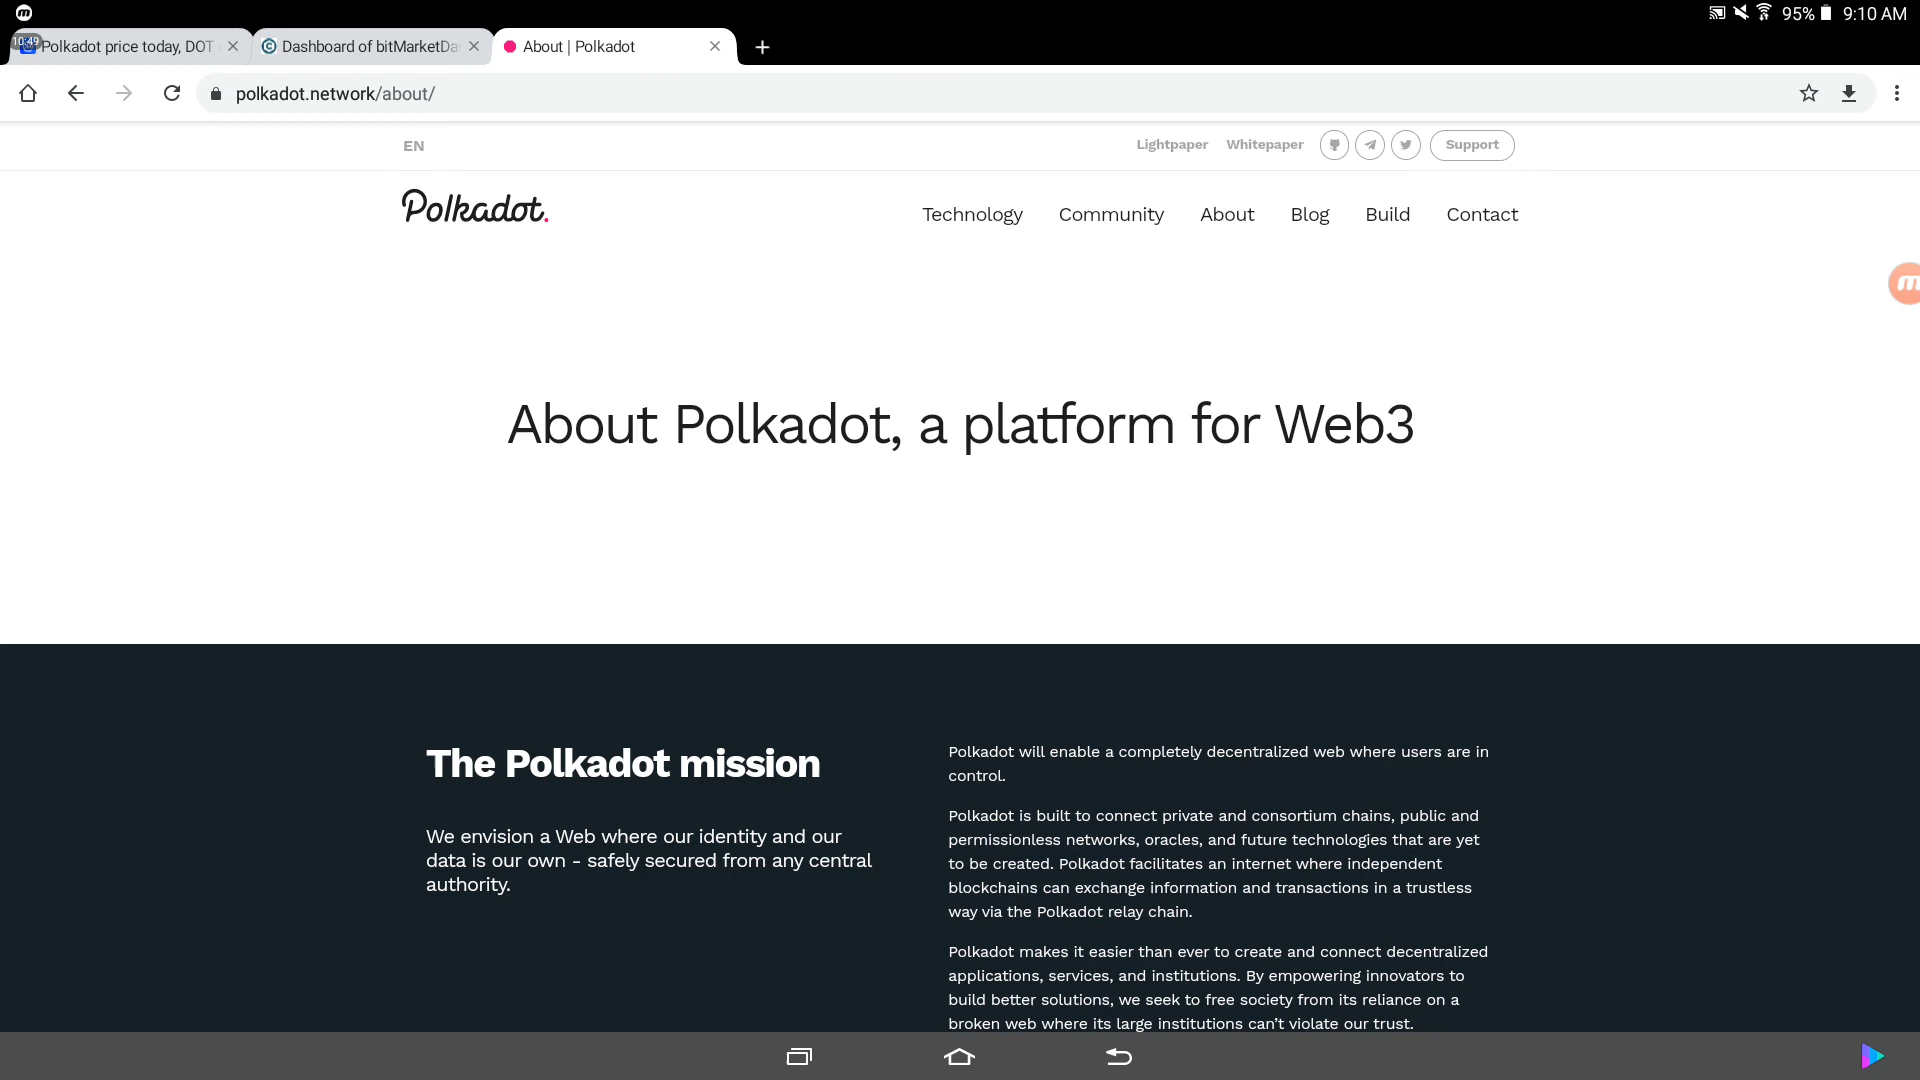 95% 9:10 AM
10:49 Polkadot price today, DOT
Dashboard of bitMarketDa
About | Polkadot
polkadot.network/about/
EN
Lightpaper Whitepaper Support
Polkadot.
Technology Community About Blog Build Contact
About Polkadot, a platform for Web3
The Polkadot mission
We envision a Web where our identity and our
data is our own - safely secured from any central
authority.
Polkadot will enable a completely decentralized web where users are in
control.
Polkadot is built to connect private and consortium chains, public and
permissionless networks, oracles, and future technologies that are yet
to be created. Polkadot facilitates an internet where independent
blockchains can exchange information and transactions in a trustless
way via the Polkadot relay chain.
Polkadot makes it easier than ever to create and connect decentralized
applications, services, and institutions. By empowering innovators to
build better solutions, we seek to free society from its reliance on a
broken web where its large institutions can’t violate our trust.